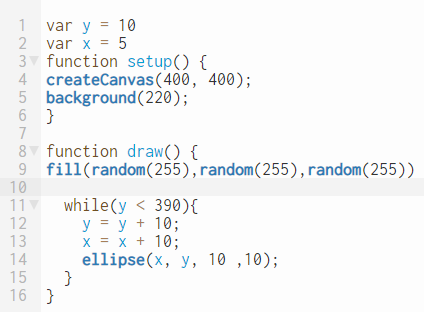 1 var y = 10
2 var x = 5
3 function setup() {
4 createCanvas(400, 400);
5 background(220);
6 }
7
8 function draw() {
9 fill(random(255),random(255),random(255))
10
11 while(y < 390){
12 y = y + 10;
13 x = x + 10;
14 ellipse(x, y, 10 ,10);
15 }
16 }